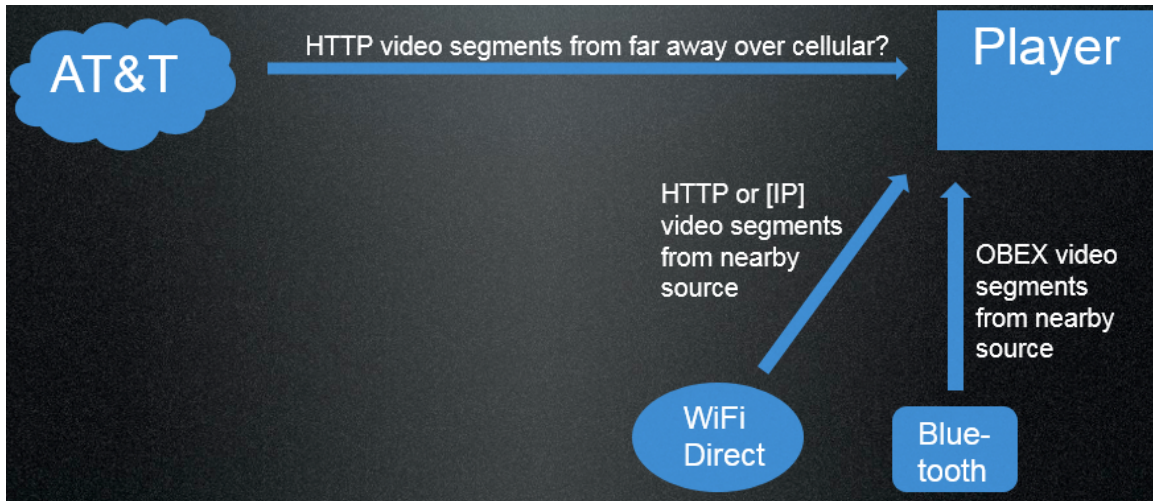 AT&T
HTTP video segments from far away over cellular?
Player
HTTP or [IP]
video segments
from nearby
source
OBEX video
segments
from nearby
source
WiFi
Direct
Blue-
tooth